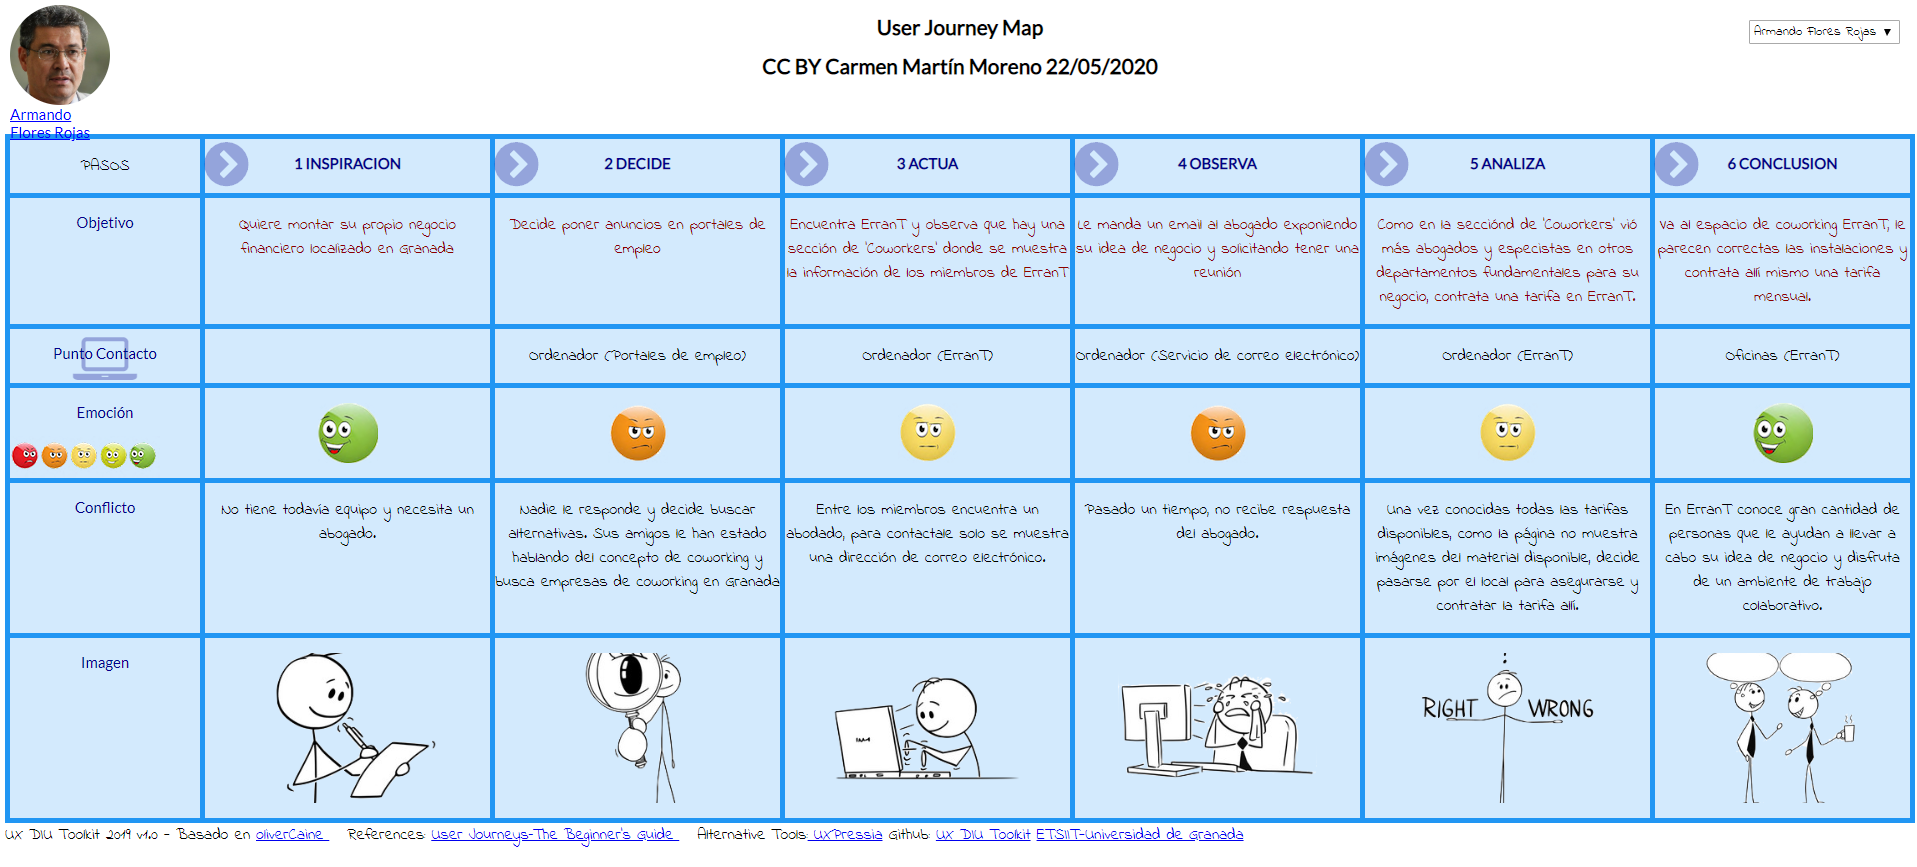 User Journey Map
CC BY Carmen Martín Moreno 22/05/2020
Armando Flores Rojas ▼
Armando
Flores Rojas
PASOS
1 INSPIRACION
2 DECIDE
3 ACTUA
4 OBSERVA
5 ANALIZA
6 CONCLUSION
Objetivo
Quiere montar su propio negocio
financiero localizado en Granada
Decide poner anuncios en portales de
empleo
Encuentra ErranT y observa que hay una
sección de 'Coworkers' donde se muestra
la información de los miembros de ErranT
Le manda un email al abogado exponiendo
su idea de negocio y solicitando tener una
reunión
Como en la secciónd de 'Coworkers' vió
más abogados y especistas en otros
departamentos fundamentales para su
negocio, contrata una tarifa en ErranT.
Va al espacio de coworking ErranT, le
parecen correctas las instalaciones y
contrata allí mismo una tarifa
mensual.
Punto Contacto
Ordenador (Portales de empleo)
Ordenador (ErranT)
Ordenador (Servicio de correo electrónico)
Ordenador (ErranT)
Oficinas (ErranT)
Emoción
Conflicto
No tiene todavía equipo y necesita un
abogado.
Nadie le responde y decide buscar
alternativas. Sus amigos le han estado
hablando del concepto de coworking y
busca empresas de coworking en Granada
Entre los miembros encuentra un
abodado, para contactale solo se muestra
una dirección de correo electrónico.
Pasado un tiempo, no recibe respuesta
del abogado.
Una vez conocidas todas las tarifas
disponibles, como la página no muestra
imágenes del material disponible, decide
pasarse por el local para asegurarse y
contratar la tarifa allí.
En ErranT conoce gran cantidad de
personas que le ayudan a llevar a
cabo su idea de negocio y disfruta
de un ambiente de trabajo
colaborativo.
Imagen
RIGHT WRONG
UX DIU Toolkit 2019 v1.0 - Basado en oliverCaine References: User Journeys-The Beginner's Guide Alternative Tools: UXPressia Github: UX DIU Toolkit ETSIIT-Universidad de Granada